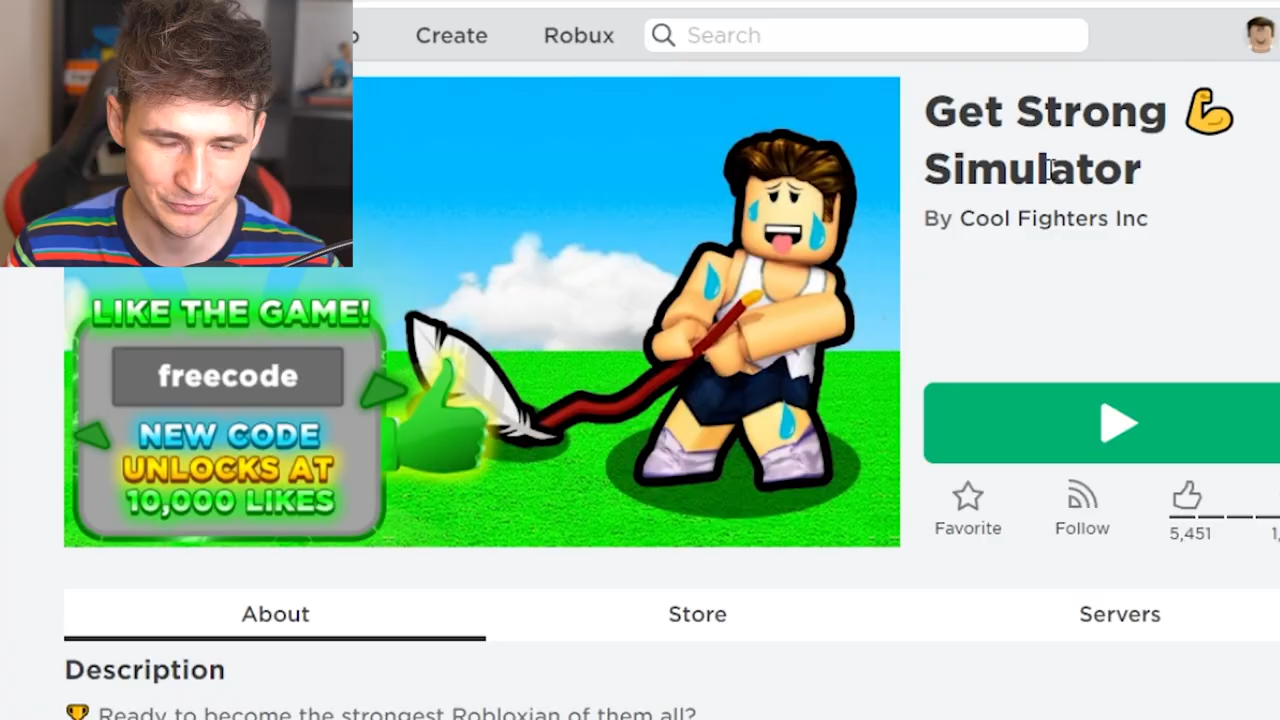 Create
Robux
Search
Get Strong 💪
Simulator
By Cool Fighters Inc
LIKE THE GAME!
freecode
NEW CODE
UNLOCKS AT
10,000 LIKES
Favorite
Follow
5,451
About
Store
Servers
Description
🏆 Ready to become the strongest Robloxian of them all?